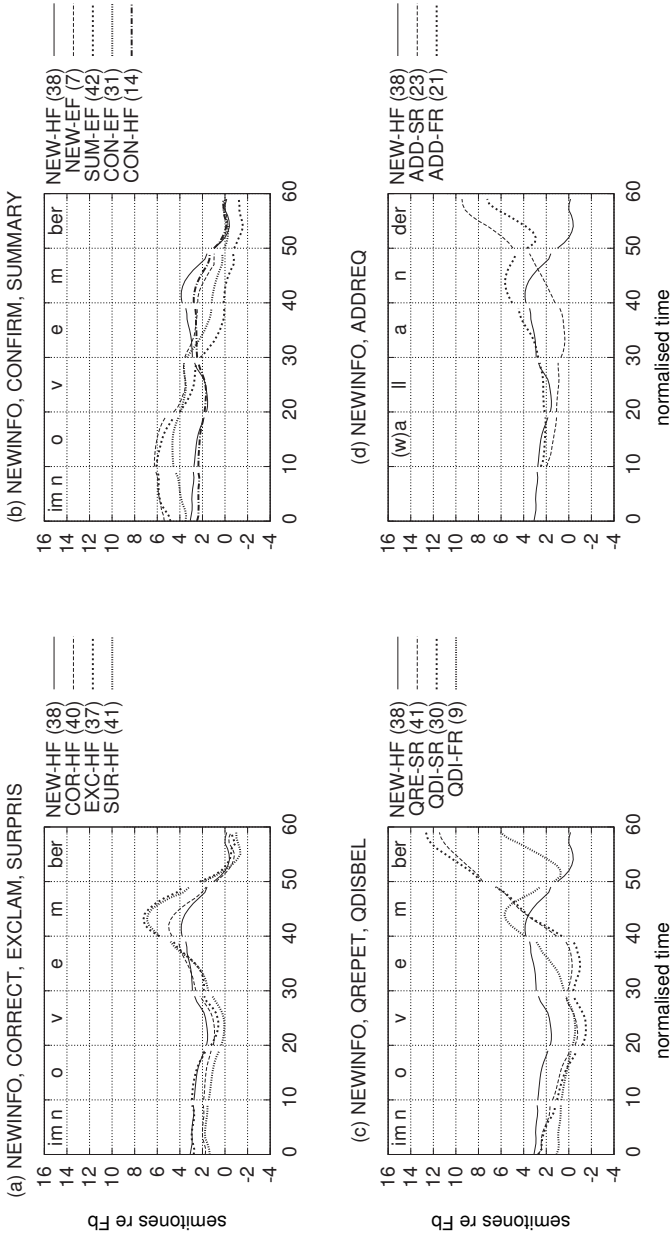 (a) NEWINFO, CORRECT, EXCLAM, SURPRIS
NEW-HF (38)
COR-HF (40)
EXC-HF (37)
SUR-HF (41)
im n o v e m ber
16
14
12
10
8
6
4
2
0
-2
-4
0 10 20 30 40 50 60
semitones re Fb
(b) NEWINFO, CONFIRM, SUMMARY
NEW-HF (38)
NEW-EF (7)
SUM-EF (42)
CON-EF (31)
CON-HF (14)
im n o v e m ber
16
14
12
10
8
6
4
2
0
-2
-4
0 10 20 30 40 50 60
(c) NEWINFO, QREPET, QDISBEL
NEW-HF (38)
QRE-SR (41)
QDI-SR (30)
QDI-FR (9)
im n o v e m ber
16
14
12
10
8
6
4
2
0
-2
-4
0 10 20 30 40 50 60
semitones re Fb
normalised time
(d) NEWINFO, ADDREQ
NEW-HF (38)
ADD-SR (23)
ADD-FR (21)
(w)a ll a n der
16
14
12
10
8
6
4
2
0
-2
-4
0 10 20 30 40 50 60
normalised time